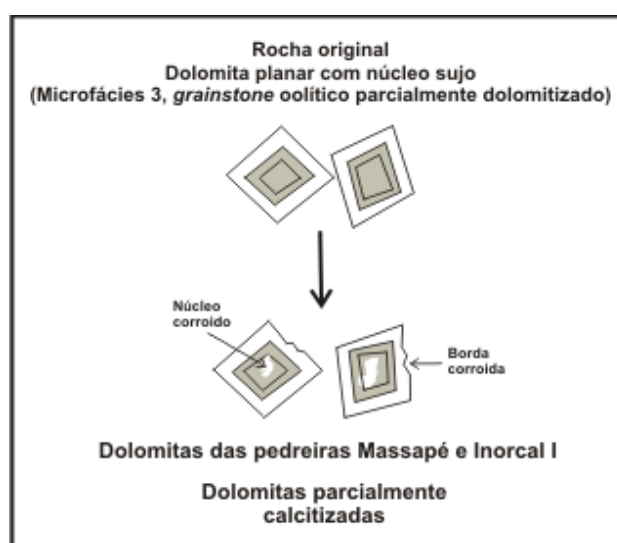 Rocha original
Dolomita planar com núcleo sujo
(Microfácies 3, grainstone oolítico parcialmente dolomitizado)
Núcleo
corroido
Borda
corroida
Dolomitas das pedreiras Massapé e Inorcal I
Dolomitas parcialmente
calcitizadas